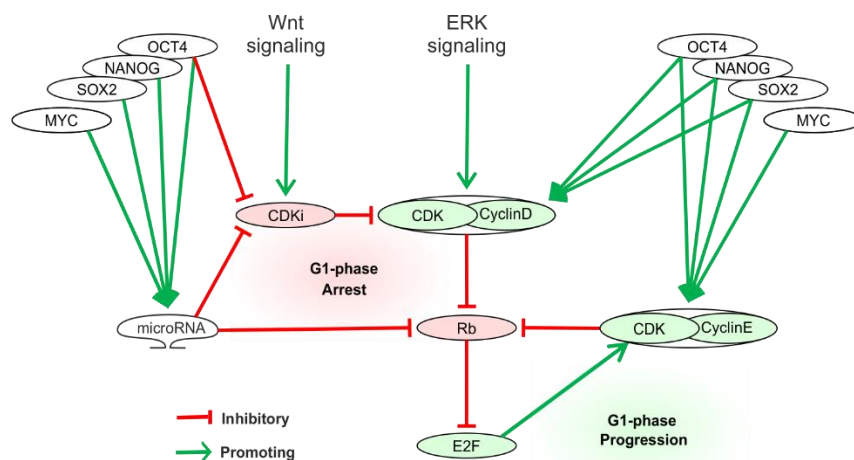 Wnt
signaling
ERK
signaling
OCT4
NANOG
SOX2
MYC
OCT4
NANOG
SOX2
MYC
CDKi
CDK
CyclinD
G1-phase
Arrest
microRNA
Rb
CDK
CyclinE
Inhibitory
Promoting
E2F
G1-phase
Progression